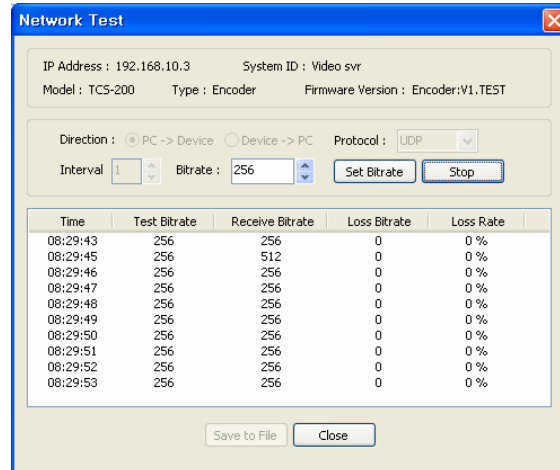 Network Test
IP Address : 192.168.10.3 System ID : Video svr
Model : TCS-200 Type : Encoder Firmware Version : Encoder:V1.TEST
Direction : PC -> Device Device -> PC Protocol : UDP
Interval 1 Bitrate : 256 Set Bitrate Stop
Time Test Bitrate Receive Bitrate Loss Bitrate Loss Rate
08:29:43 256 256 0 0 %
08:29:45 256 512 0 0 %
08:29:46 256 256 0 0 %
08:29:47 256 256 0 0 %
08:29:48 256 256 0 0 %
08:29:49 256 256 0 0 %
08:29:50 256 256 0 0 %
08:29:51 256 256 0 0 %
08:29:52 256 256 0 0 %
08:29:53 256 256 0 0 %
Save to File Close